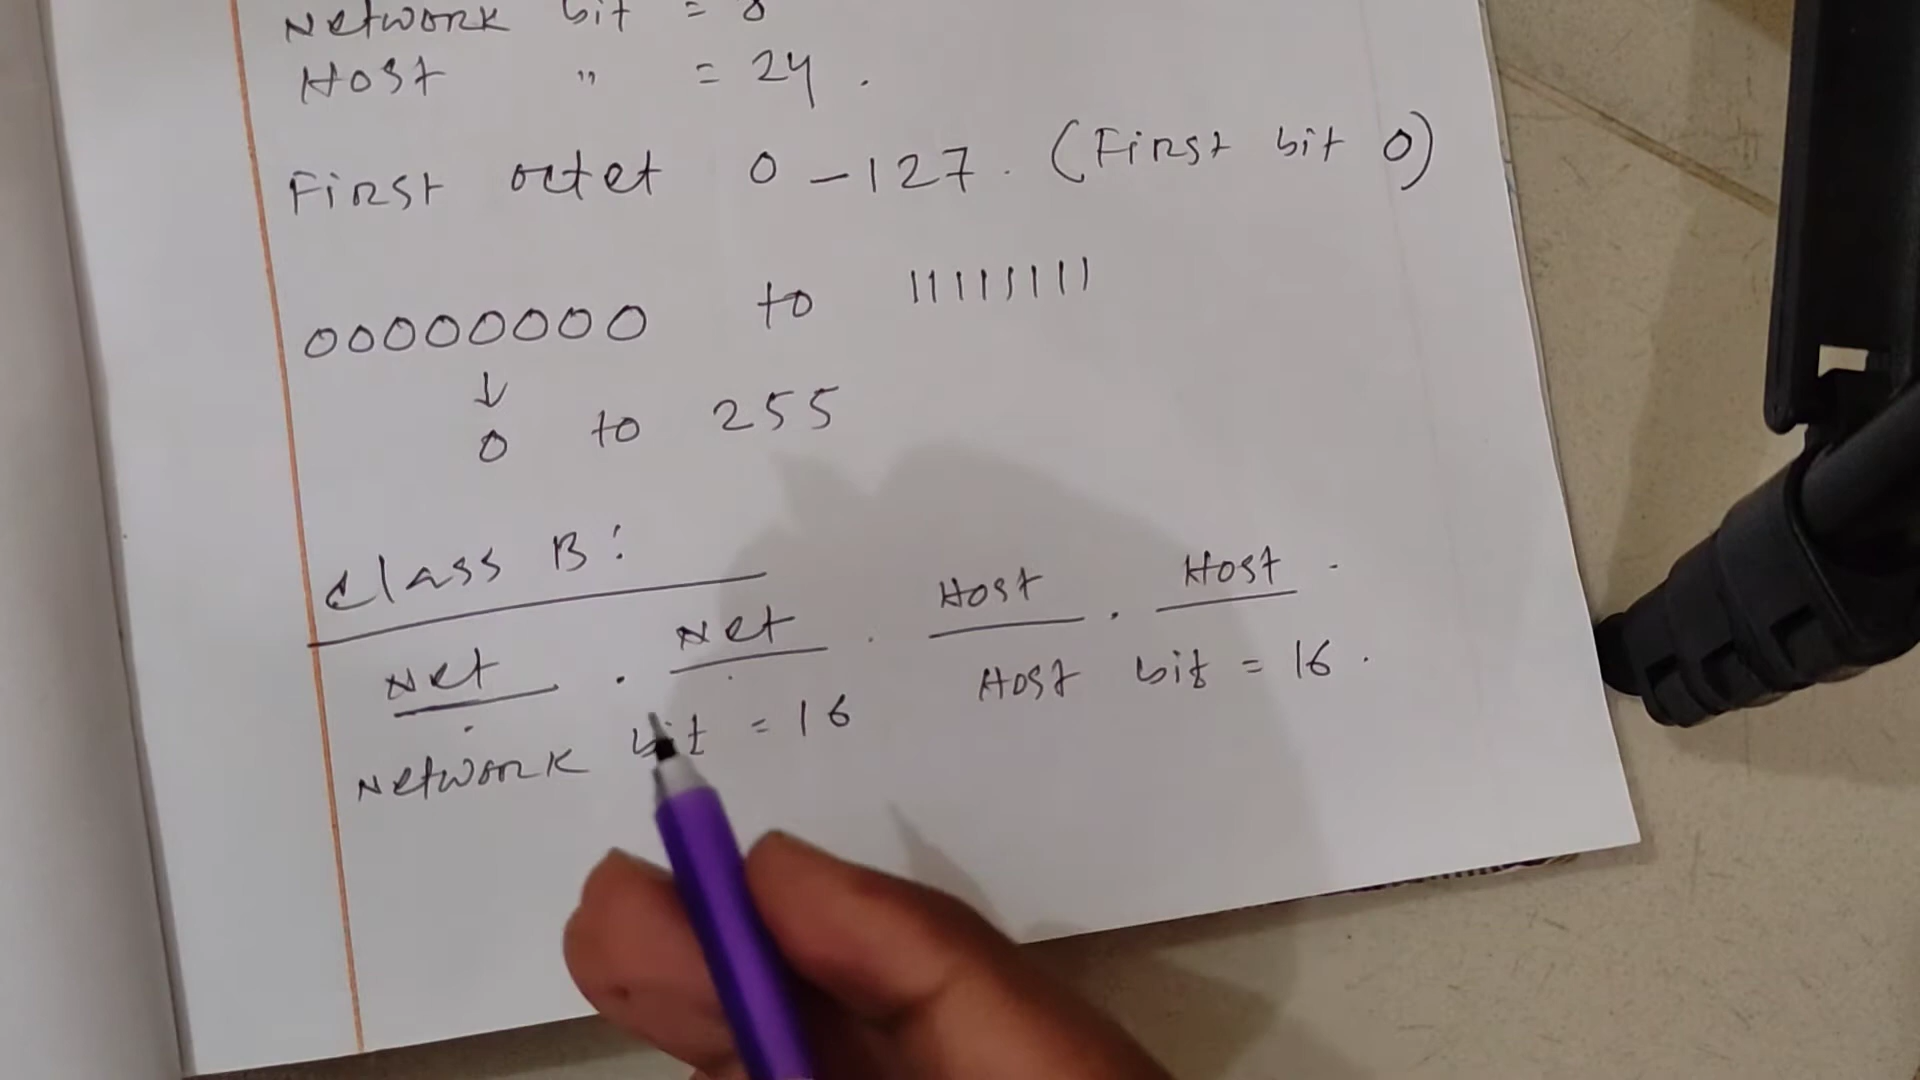 Network bit = 8
Host " = 24 .
First octet 0 - 127 . (First bit 0)
00000000 to 11111111
↓
0 to 255
Class B :
Net . Net . Host . Host .
Network bit = 16 Host bit = 16 .